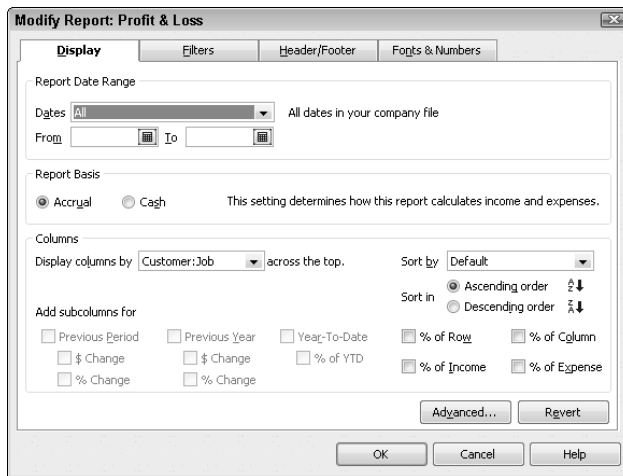 Modify Report: Profit & Loss
Display Filters Header/Footer Fonts & Numbers
Report Date Range
Dates All All dates in your company file
From To
Report Basis
Accrual Cash This setting determines how this report calculates income and expenses.
Columns
Display columns by Customer:Job across the top. Sort by Default
Sort in Ascending order
Descending order
Add subcolumns for
Previous Period Previous Year Year-To-Date % of Row % of Column
$ Change $ Change % of YTD
% Change % Change % of Income % of Expense
Advanced... Revert
OK Cancel Help